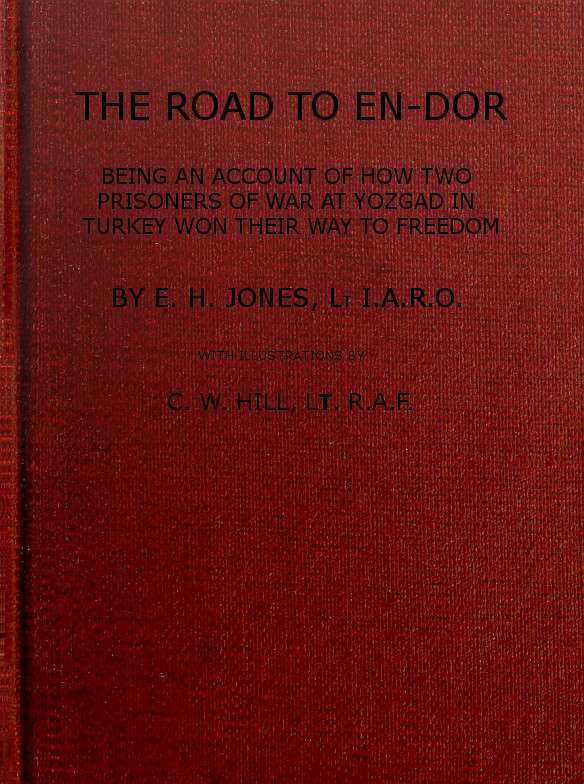 THE ROAD TO EN-DOR
BEING AN ACCOUNT OF HOW TWO
PRISONERS OF WAR AT YOZGAD IN
TURKEY WON THEIR WAY TO FREEDOM
BY E. H. JONES, LT I.A.R.O.
WITH ILLUSTRATIONS BY
C. W. HILL, LT. R.A.F.